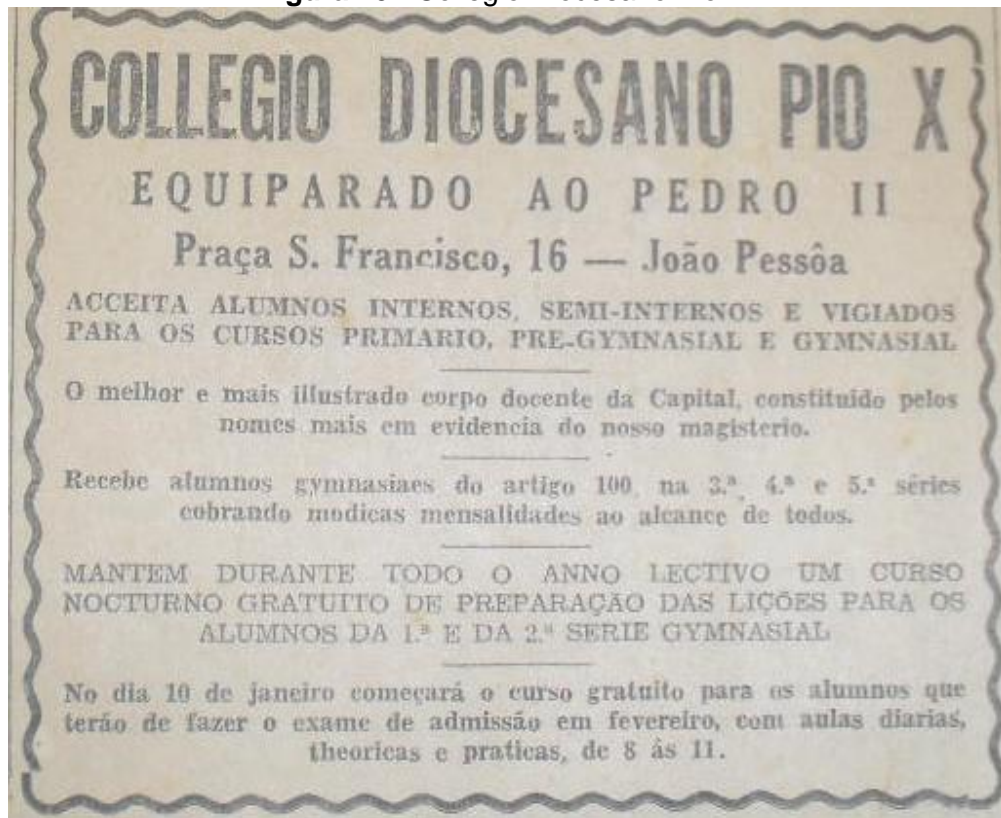 COLLEGIO DIOCESANO PIO X
EQUIPARADO AO PEDRO II
Praça S. Francisco, 16 — João Pessôa
ACCEITA ALUMNOS INTERNOS, SEMI-INTERNOS E VIGIADOS
PARA OS CURSOS PRIMARIO, PRE-GYMNASIAL E GYMNASIAL
O melhor e mais illustrado corpo docente da Capital, constituido pelos
nomes mais em evidencia do nosso magisterio.
Recebe alumnos gymnasiaes do artigo 100, na 3.ª, 4.ª e 5.ª séries
cobrando modicas mensalidades ao alcance de todos.
MANTEM DURANTE TODO O ANNO LECTIVO UM CURSO
NOCTURNO GRATUITO DE PREPARAÇÃO DAS LIÇÕES PARA OS
ALUMNOS DA 1.ª E DA 2.ª SERIE GYMNASIAL
No dia 10 de janeiro começará o curso gratuito para os alumnos que
terão de fazer o exame de admissão em fevereiro, com aulas diarias,
theoricas e praticas, de 8 ás 11.